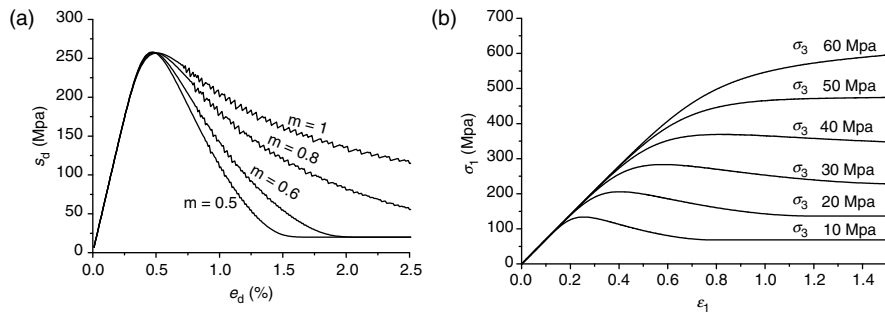 (a)
300
250
200
150
100
50
0
s_d (Mpa)
0.0 0.5 1.0 1.5 2.0 2.5
e_d (%)
m = 1
m = 0.8
m = 0.6
m = 0.5
(b)
700
600
500
400
300
200
100
0
σ1 (Mpa)
0.0 0.2 0.4 0.6 0.8 1.0 1.2 1.4
ε1
σ3 60 Mpa
σ3 50 Mpa
σ3 40 Mpa
σ3 30 Mpa
σ3 20 Mpa
σ3 10 Mpa